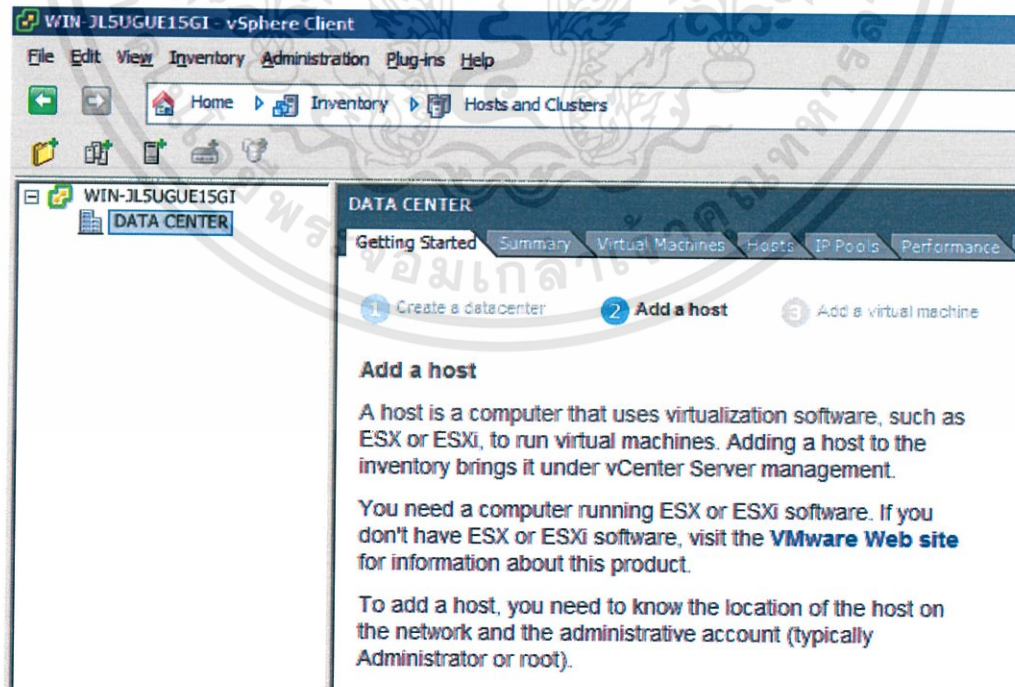 WIN-JL5UGUE15GI - vSphere Client
File Edit View Inventory Administration Plug-ins Help
Home Inventory Hosts and Clusters
WIN-JL5UGUE15GI
DATA CENTER
DATA CENTER
Getting Started Summary Virtual Machines Hosts IP Pools Performance
1 Create a datacenter 2 Add a host 3 Add a virtual machine
Add a host
A host is a computer that uses virtualization software, such as
ESX or ESXi, to run virtual machines. Adding a host to the
inventory brings it under vCenter Server management.
You need a computer running ESX or ESXi software. If you
don't have ESX or ESXi software, visit the VMware Web site
for information about this product.
To add a host, you need to know the location of the host on
the network and the administrative account (typically
Administrator or root).